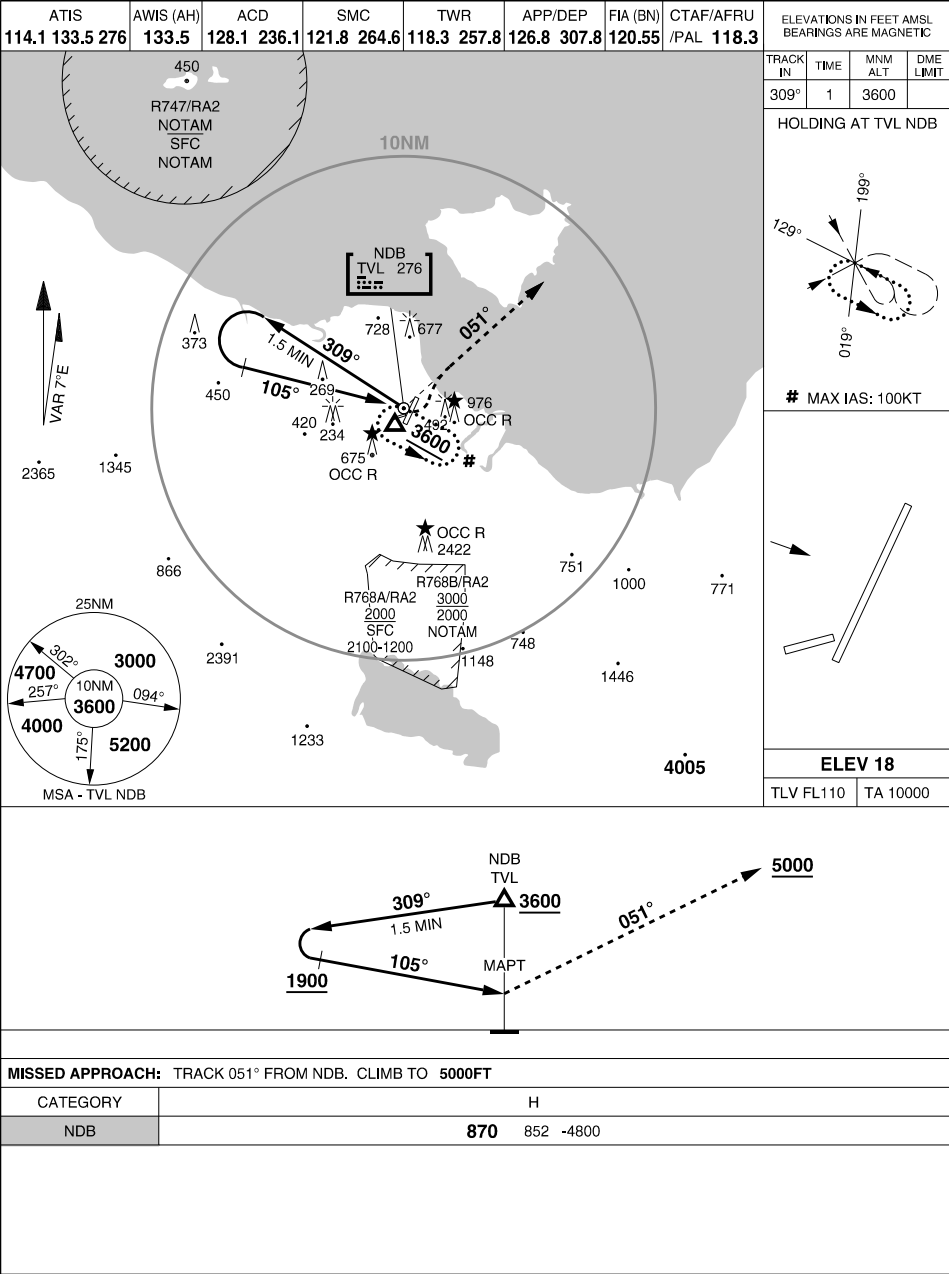 ATIS
114.1 133.5 276
AWIS (AH)
133.5
ACD
128.1 236.1
SMC
121.8 264.6
TWR
118.3 257.8
APP/DEP
126.8 307.8
FIA (BN)
120.55
CTAF/AFRU
/PAL 118.3
ELEVATIONS IN FEET AMSL
BEARINGS ARE MAGNETIC
TRACK IN
TIME
MNM ALT
DME LIMIT
309°
1
3600
HOLDING AT TVL NDB
199°
129°
019°
# MAX IAS: 100KT
450
R747/RA2
NOTAM
SFC
NOTAM
10NM
NDB
TVL 276
VAR 7°E
373
728
677
051°
309°
1.5 MIN
269
105°
450
420
234
976
OCC R
492
3600
#
675
OCC R
2365
1345
OCC R
2422
866
751
1000
771
R768A/RA2
2000
SFC
2100-1200
R768B/RA2
3000
2000
NOTAM
748
1148
2391
1446
1233
4005
25NM
302°
3000
4700
10NM
3600
257°
094°
4000
5200
175°
MSA - TVL NDB
ELEV 18
TLV FL110
TA 10000
NDB
TVL
3600
309°
1.5 MIN
105°
1900
MAPT
051°
5000
MISSED APPROACH: TRACK 051° FROM NDB. CLIMB TO 5000FT
CATEGORY
H
NDB
870 852 -4800